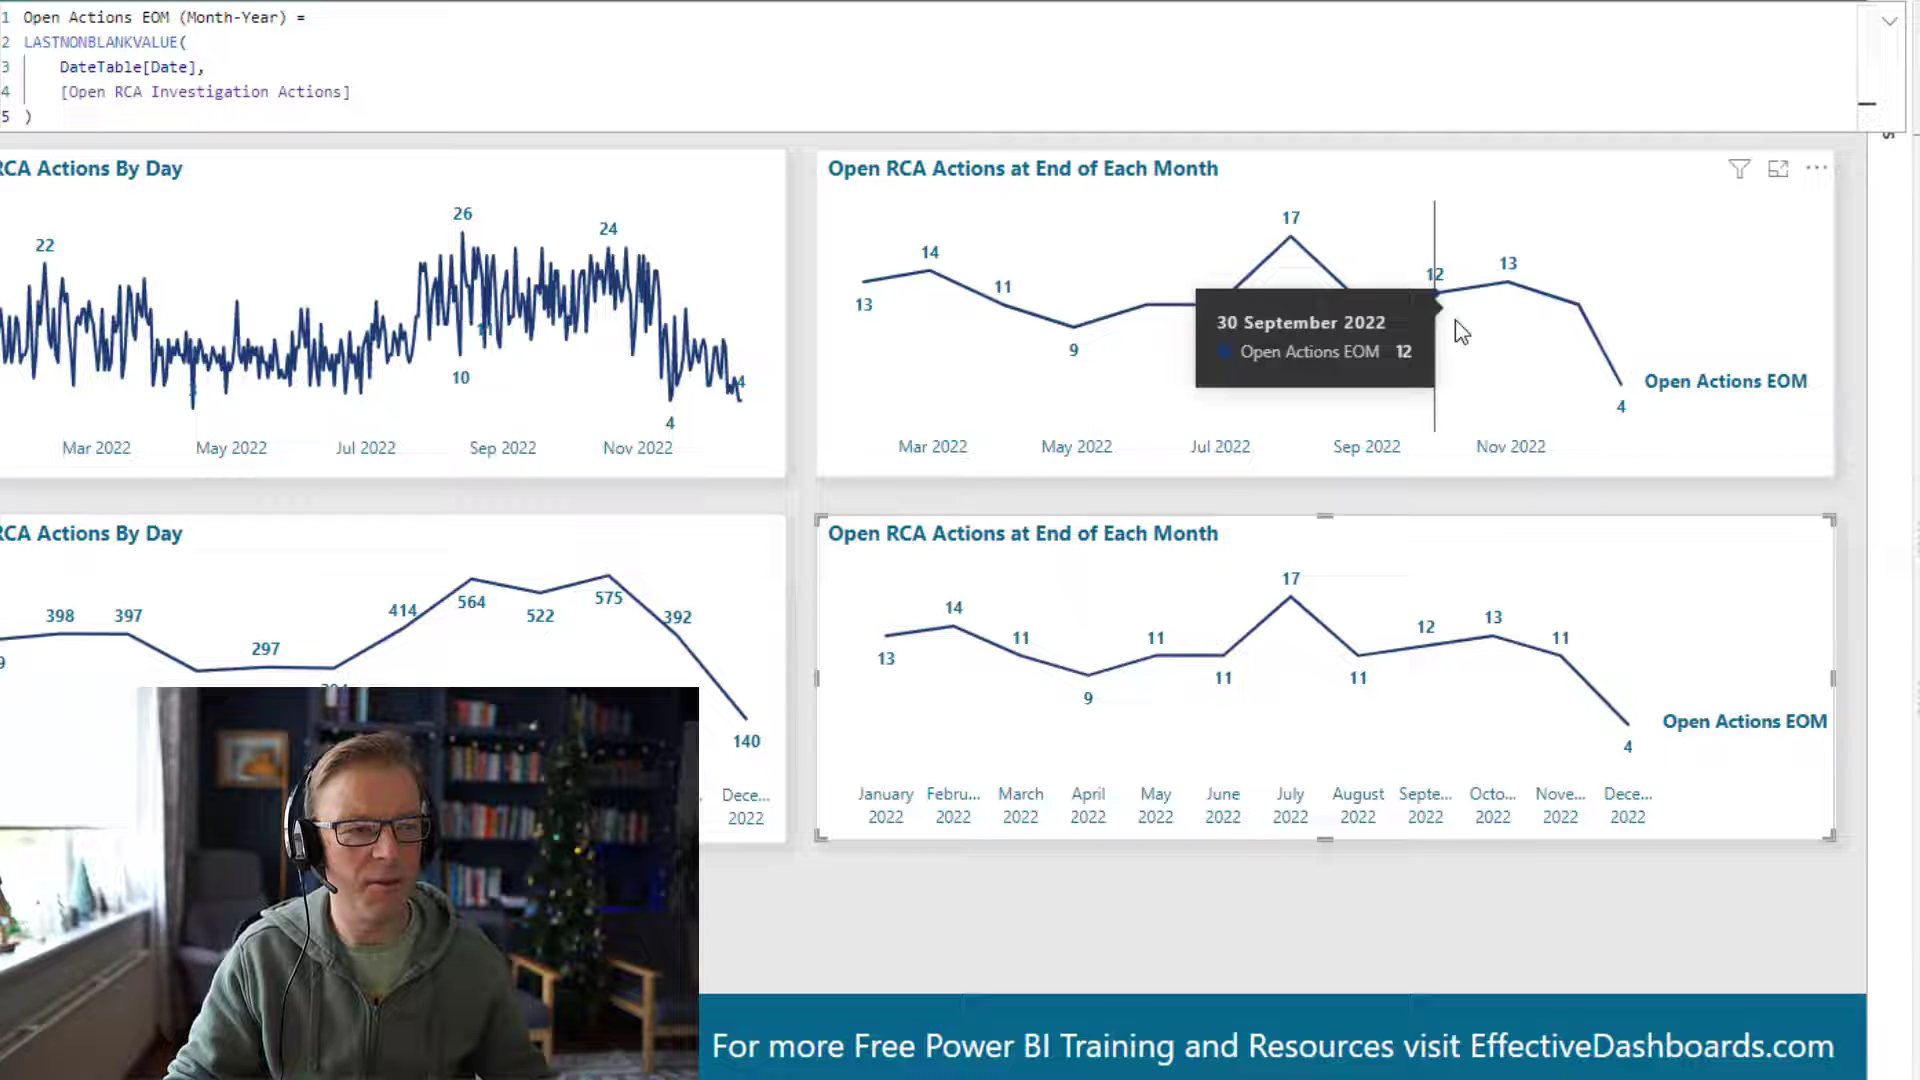 1 Open Actions EOM (Month-Year) =
2 LASTNONBLANKVALUE(
3 DateTable[Date],
4 [Open RCA Investigation Actions]
5 )
RCA Actions By Day
22
26
24
10
4
4
Mar 2022 May 2022 Jul 2022 Sep 2022 Nov 2022
Open RCA Actions at End of Each Month
13
14
11
9
17
12
13
4
30 September 2022
Open Actions EOM 12
Open Actions EOM
Mar 2022 May 2022 Jul 2022 Sep 2022 Nov 2022
RCA Actions By Day
9
398
397
297
414
564
522
575
392
140
Dece...
2022
Open RCA Actions at End of Each Month
13
14
11
9
11
11
17
11
12
13
11
4
Open Actions EOM
January Febru... March April May June July August Septe... Octo... Nove... Dece...
2022 2022 2022 2022 2022 2022 2022 2022 2022 2022 2022 2022
For more Free Power BI Training and Resources visit EffectiveDashboards.com